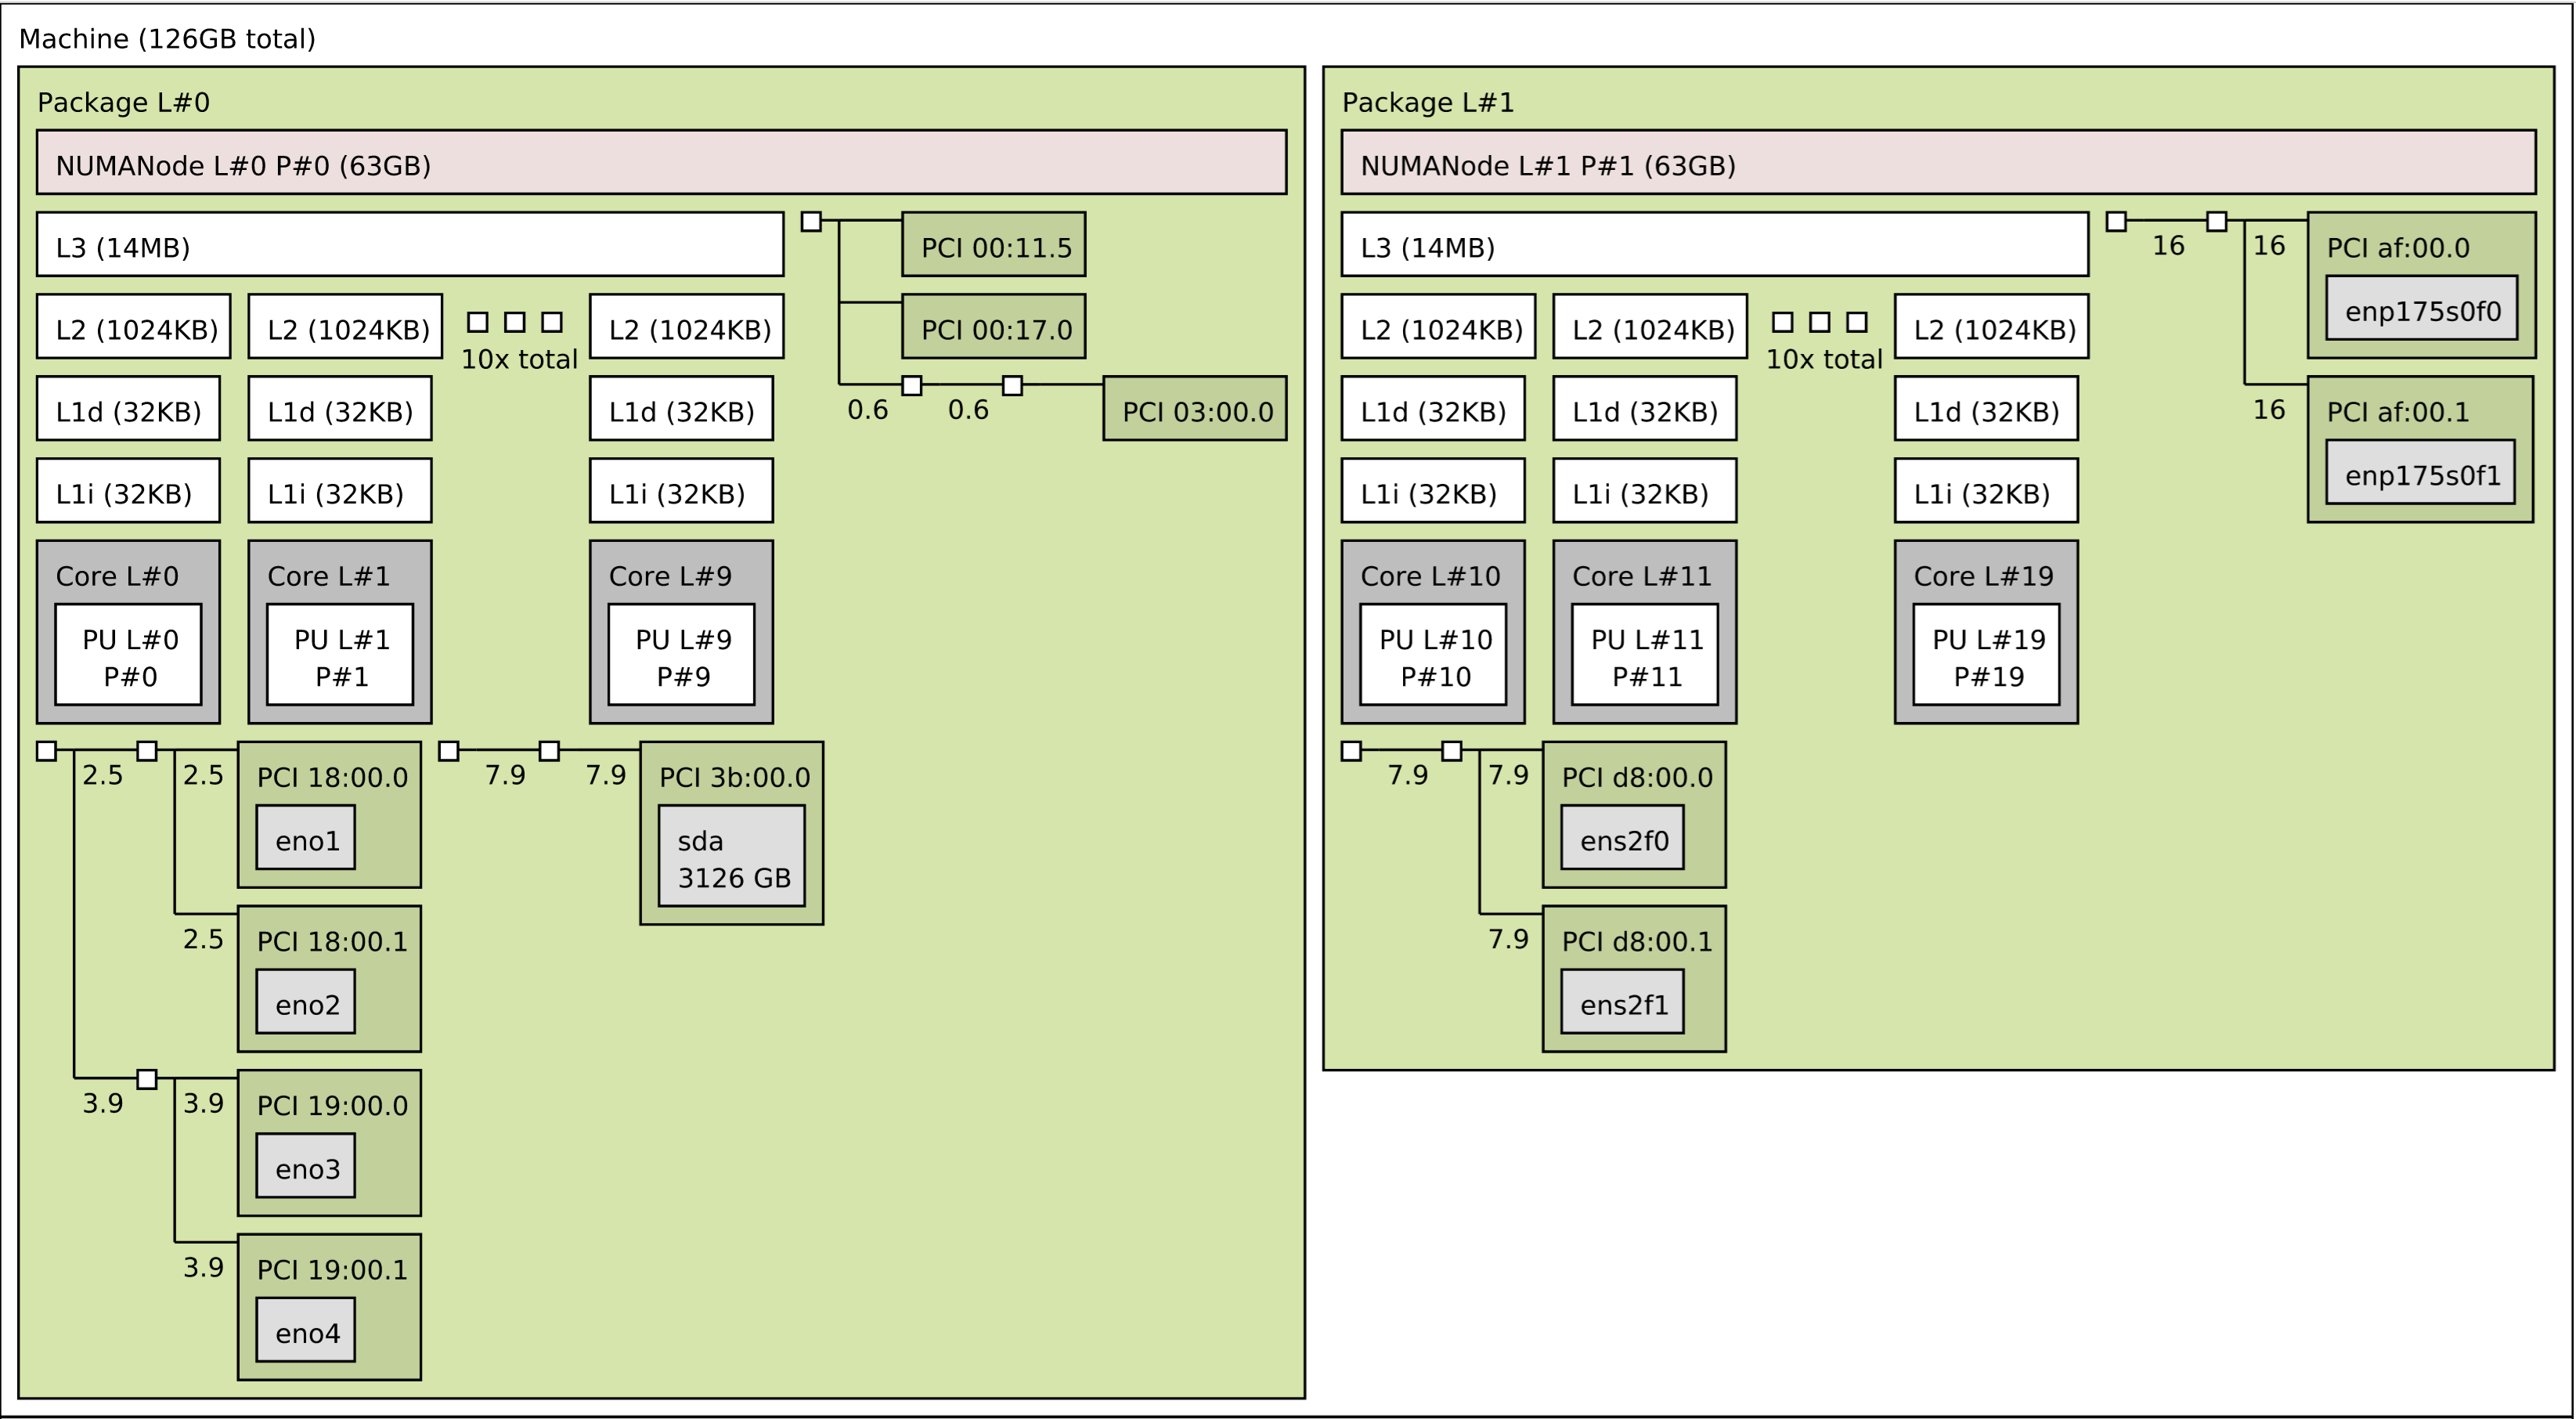 Machine (126GB total)
Package L#0
NUMANode L#0 P#0 (63GB)
L3 (14MB)
PCI 00:11.5
L2 (1024KB)
L2 (1024KB)
10x total
L2 (1024KB)
PCI 00:17.0
L1d (32KB)
L1d (32KB)
L1d (32KB)
0.6
0.6
PCI 03:00.0
L1i (32KB)
L1i (32KB)
L1i (32KB)
Core L#0
PU L#0
P#0
Core L#1
PU L#1
P#1
Core L#9
PU L#9
P#9
2.5
2.5
PCI 18:00.0
eno1
2.5
PCI 18:00.1
eno2
3.9
3.9
PCI 19:00.0
eno3
3.9
PCI 19:00.1
eno4
7.9
7.9
PCI 3b:00.0
sda
3126 GB
Package L#1
NUMANode L#1 P#1 (63GB)
L3 (14MB)
16
16
PCI af:00.0
enp175s0f0
16
PCI af:00.1
enp175s0f1
L2 (1024KB)
L2 (1024KB)
10x total
L2 (1024KB)
L1d (32KB)
L1d (32KB)
L1d (32KB)
L1i (32KB)
L1i (32KB)
L1i (32KB)
Core L#10
PU L#10
P#10
Core L#11
PU L#11
P#11
Core L#19
PU L#19
P#19
7.9
7.9
PCI d8:00.0
ens2f0
7.9
PCI d8:00.1
ens2f1